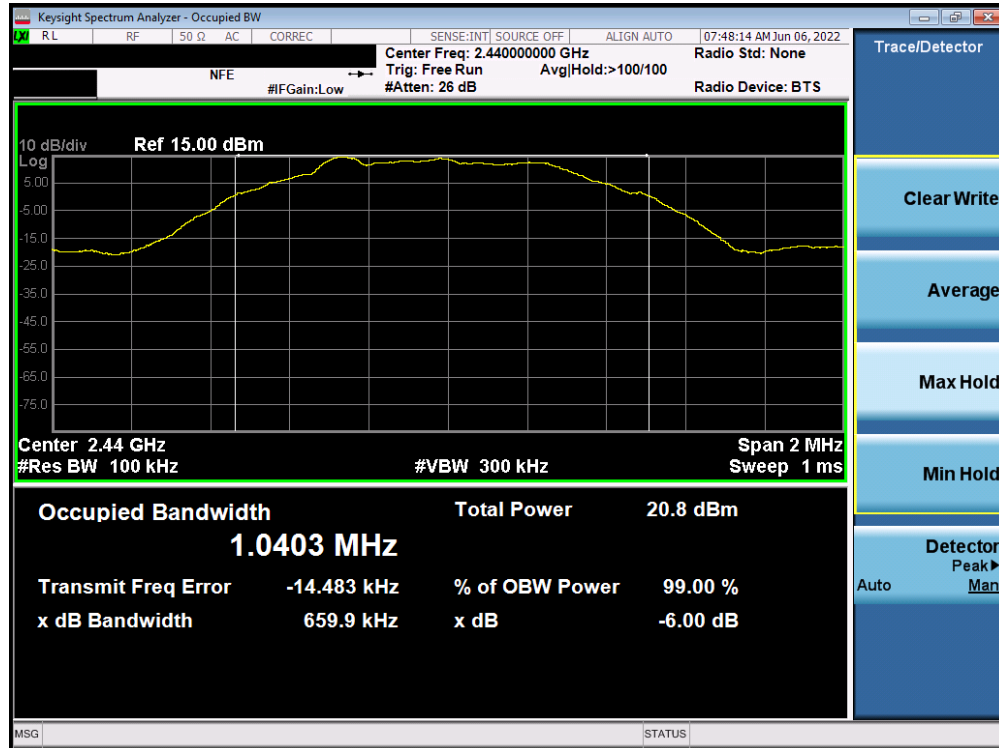 Keysight Spectrum Analyzer - Occupied BW
LXI RL RF 50 Ω AC CORREC SENSE:INT SOURCE OFF ALIGN AUTO 07:48:14 AM Jun 06, 2022
Center Freq: 2.440000000 GHz Radio Std: None
NFE Trig: Free Run Avg|Hold:>100/100
#IFGain:Low #Atten: 26 dB Radio Device: BTS
Trace/Detector
10 dB/div Ref 15.00 dBm
Log
5.00
-5.00
-15.0
-25.0
-35.0
-45.0
-55.0
-65.0
-75.0
Center 2.44 GHz Span 2 MHz
#Res BW 100 kHz #VBW 300 kHz Sweep 1 ms
Occupied Bandwidth Total Power 20.8 dBm
1.0403 MHz
Transmit Freq Error -14.483 kHz % of OBW Power 99.00 %
x dB Bandwidth 659.9 kHz x dB -6.00 dB
Clear Write
Average
Max Hold
Min Hold
Detector
Peak▶
Auto Man
MSG STATUS